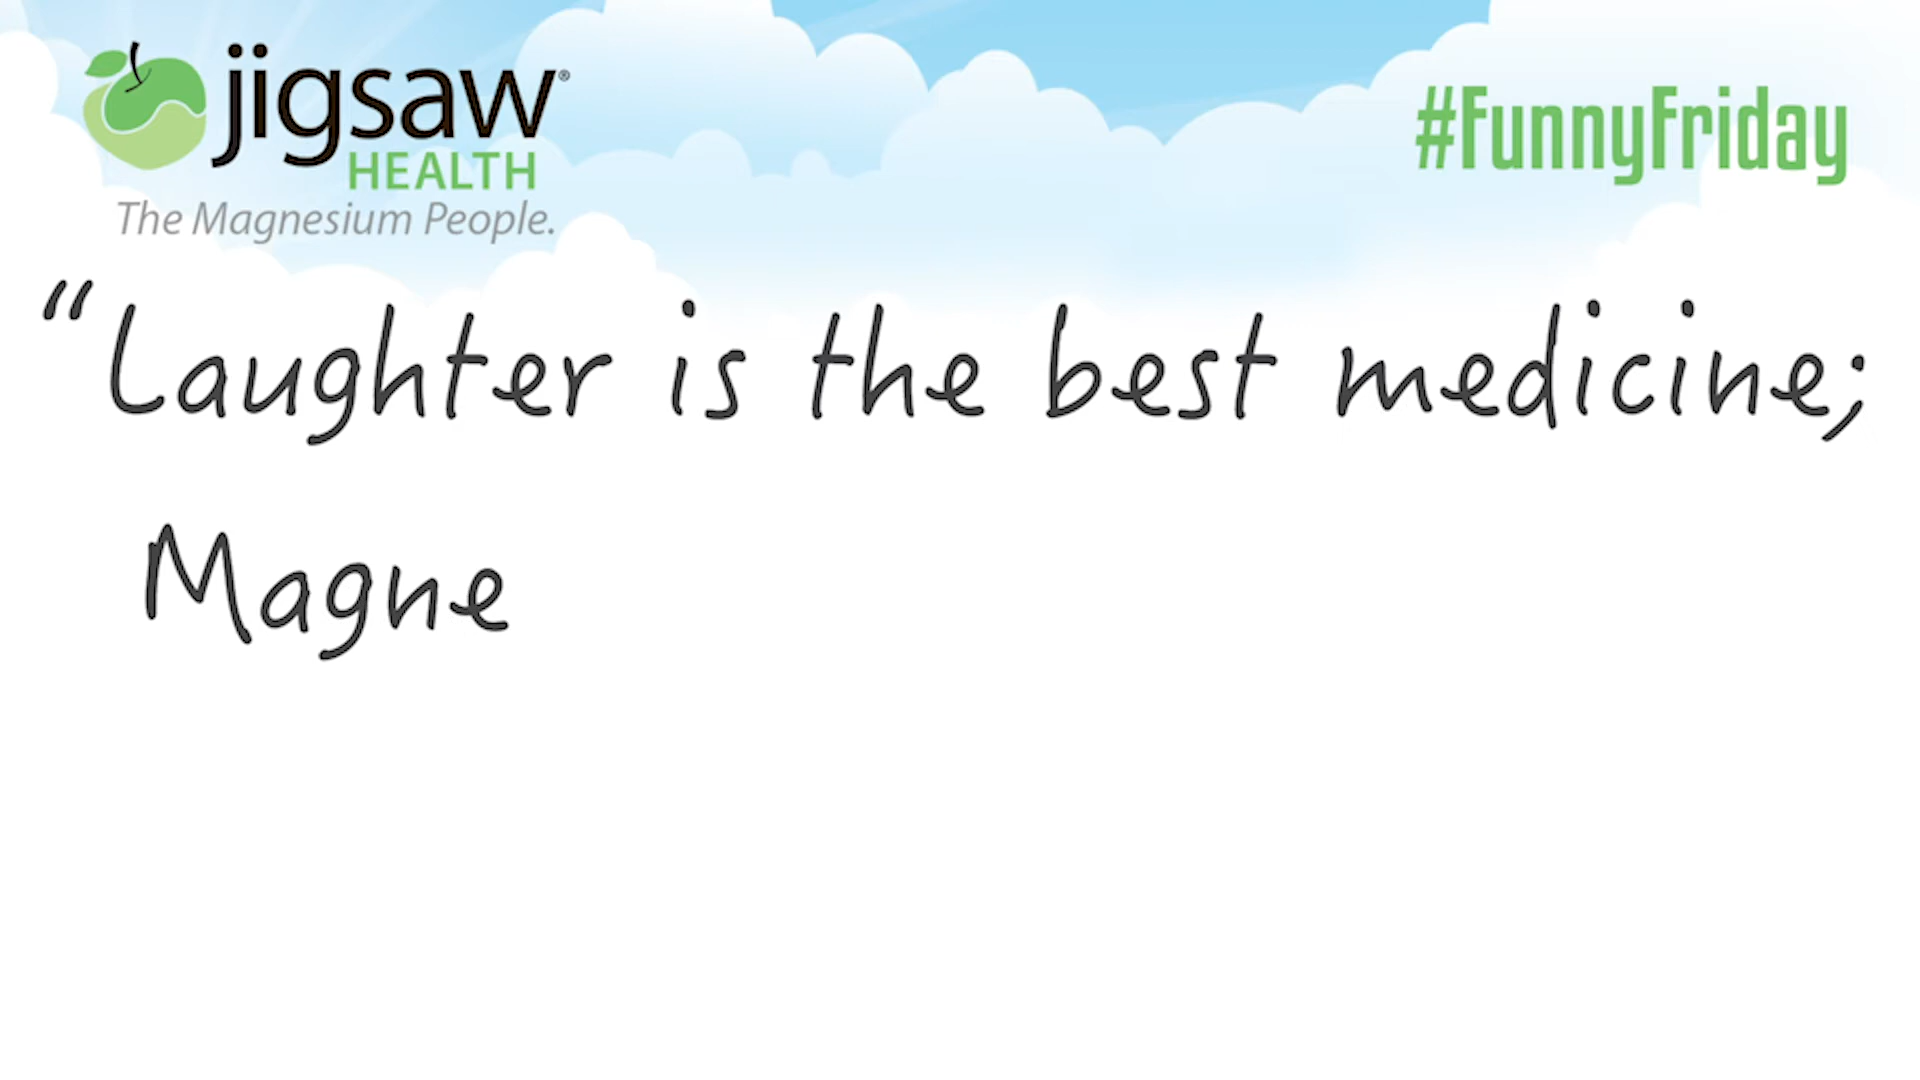 jigsaw®
HEALTH
The Magnesium People.
#FunnyFriday
“Laughter is the best medicine;
Magne